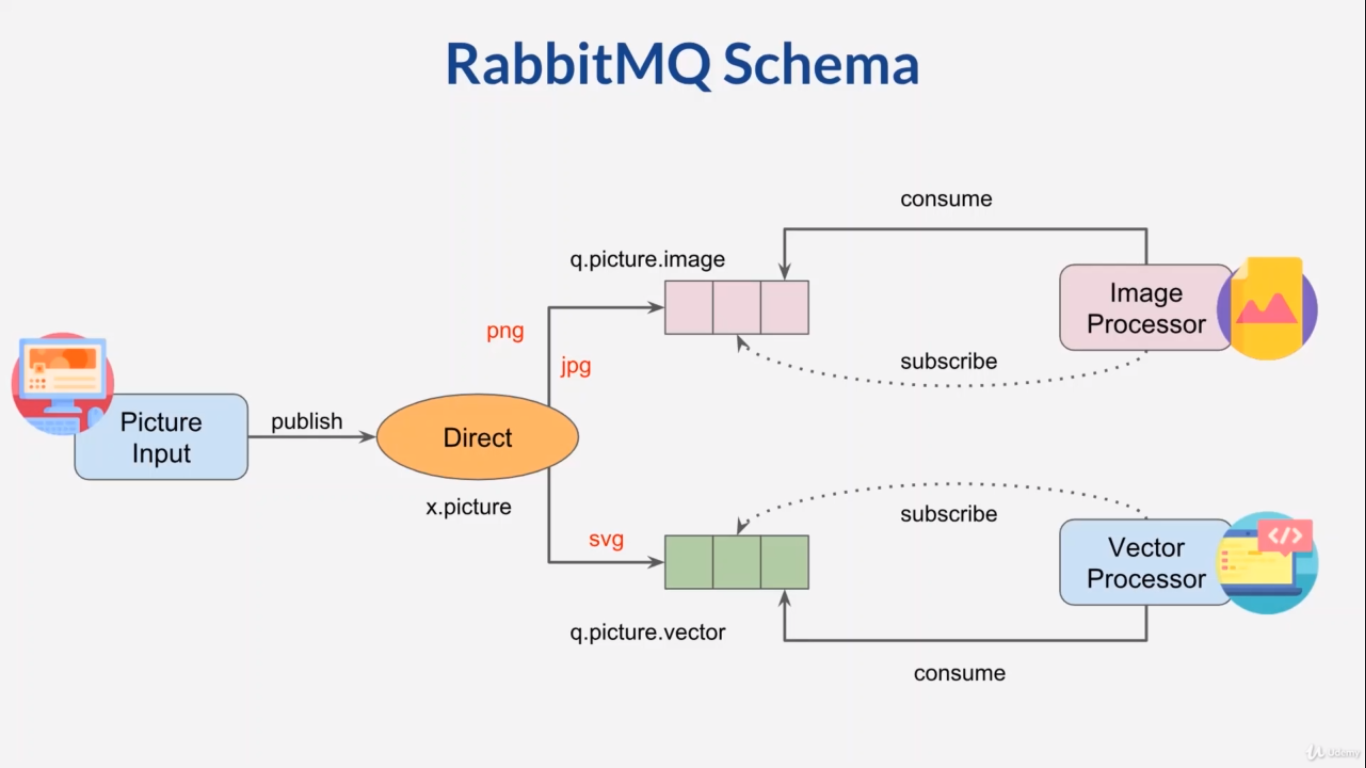 RabbitMQ Schema
consume
q.picture.image
Image
Processor
png
jpg
subscribe
Picture
Input
publish
Direct
x.picture
subscribe
svg
Vector
Processor
</>
q.picture.vector
consume
Udemy